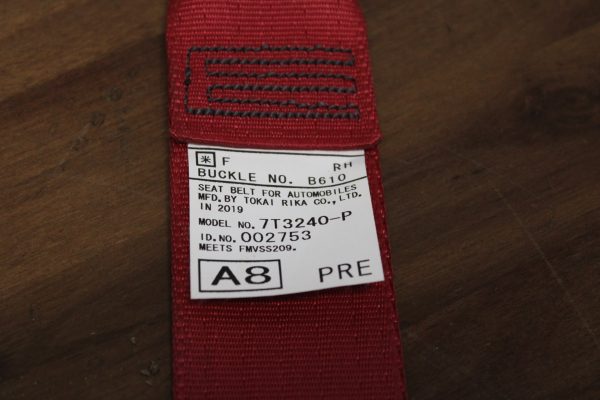 米 F RH
BUCKLE NO. B610
SEAT BELT FOR AUTOMOBILES
MFD. BY TOKAI RIKA CO., LTD.
IN 2019
MODEL NO. 7T3240-P
ID. NO. 002753
MEETS FMVSS209.
A8 PRE